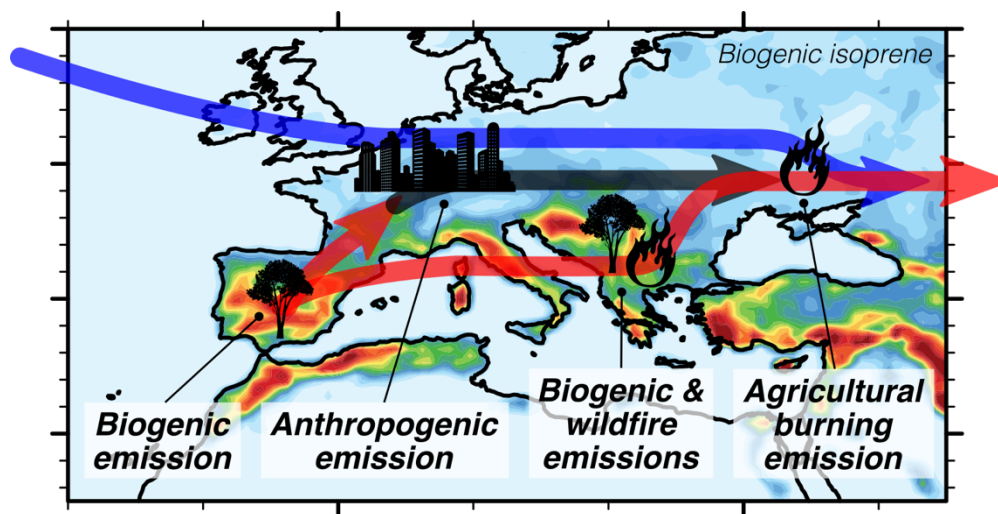 Biogenic isoprene
Biogenic
emission
Anthropogenic
emission
Biogenic &
wildfire
emissions
Agricultural
burning
emission